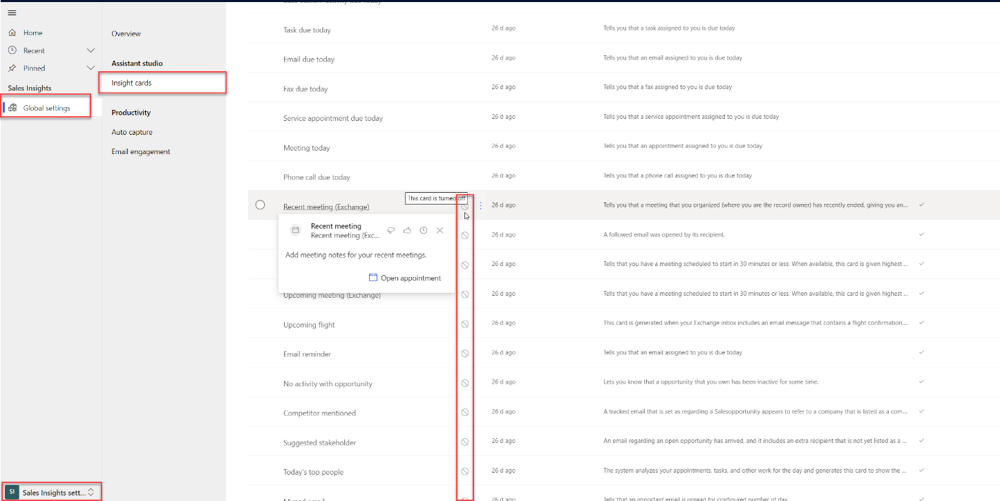 Home
Recent
Pinned
Sales Insights
Global settings
SI Sales Insights sett...
Overview
Assistant studio
Insight cards
Productivity
Auto capture
Email engagement
Task due today 26 d ago Tells you that a task assigned to you is due today
Email due today 26 d ago Tells you that an email assigned to you is due today
Fax due today 26 d ago Tells you that a fax assigned to you is due today
Service appointment due today 26 d ago Tells you that a service appointment assigned to you is due today
Meeting today 26 d ago Tells you that an appointment assigned to you is due today
Phone call due today 26 d ago Tells you that a phone call assigned to you is due today
This card is turned off
Recent meeting (Exchange) 26 d ago Tells you that a meeting that you organized (where you are the record owner) has recently ended, giving you an...
Recent meeting
Recent meeting (Exc...
Add meeting notes for your recent meetings.
Open appointment
26 d ago A followed email was opened by its recipient.
26 d ago Tells that you have a meeting scheduled to start in 30 minutes or less. When available, this card is given highest ...
Upcoming meeting (Exchange) 26 d ago Tells you that you have a meeting scheduled to start in 30 minutes or less. When available, this card is given highest ...
Upcoming flight 26 d ago This card is generated when your Exchange inbox includes an email message that contains a flight confirmation....
Email reminder 26 d ago Tells you that an email assigned to you is due today
No activity with opportunity 26 d ago Lets you know that a opportunity that you own has been inactive for some time.
Competitor mentioned 26 d ago A tracked email that is set as regarding a Salesopportunity appears to refer to a company that is listed as a com...
Suggested stakeholder 26 d ago An email regarding an open opportunity has arrived, and it includes an extra recipient that is not yet listed as a ...
Today's top people 26 d ago The system analyzes your appointments, tasks, and other work for the day and generates this card to show the ...
Missed email 26 d ago Tells you that an important email is unread for configured number of day